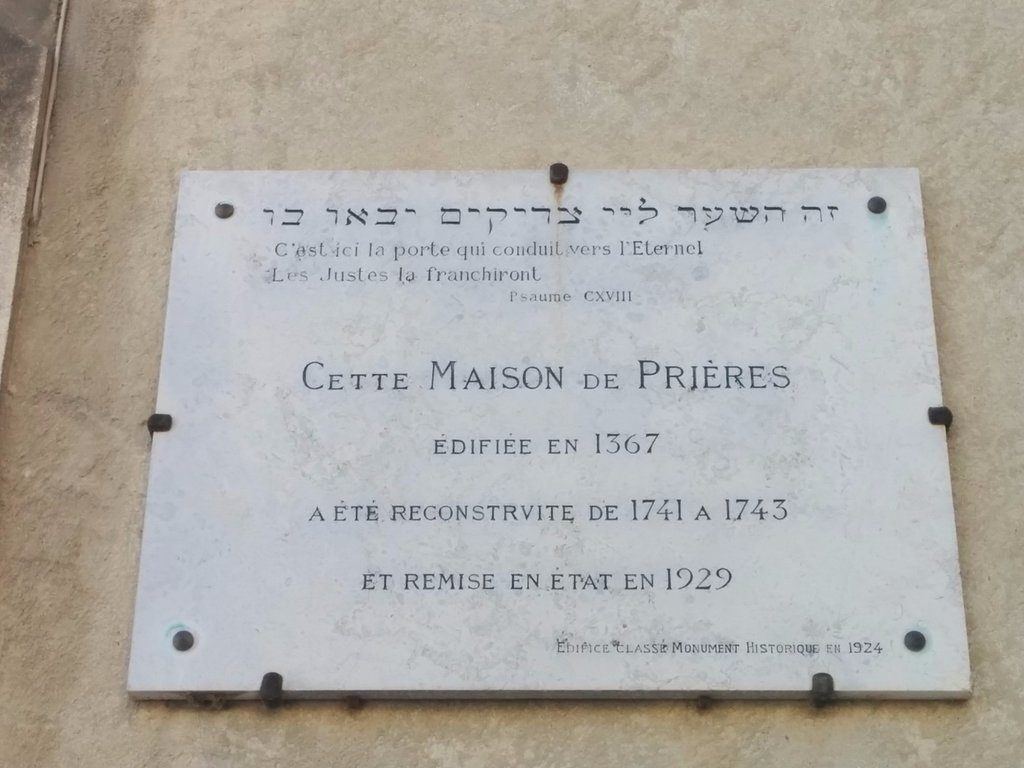 זה השער ליי צדיקים יבאו בו
C'est ici la porte qui conduit vers l'Eternel
Les Justes la franchiront
Psaume CXVIII
CETTE MAISON DE PRIÈRES
ÉDIFIÉE EN 1367
A ÉTÉ RECONSTRVITE DE 1741 A 1743
ET REMISE EN ÉTAT EN 1929
EDIFICE CLASSÉ MONUMENT HISTORIQUE EN 1924